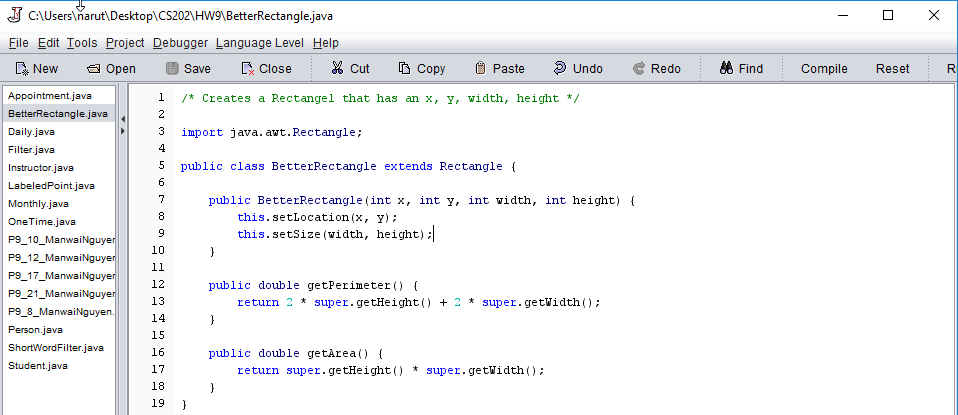 C:\Users\narut\Desktop\CS202\HW9\BetterRectangle.java
File Edit Tools Project Debugger Language Level Help
New Open Save Close Cut Copy Paste Undo Redo Find Compile Reset
Appointment.java
BetterRectangle.java
Daily.java
Filter.java
Instructor.java
LabeledPoint.java
Monthly.java
OneTime.java
P9_10_ManwaiNguyen
P9_12_ManwaiNguyen
P9_17_ManwaiNguyen
P9_21_ManwaiNguyen
P9_8_ManwaiNguyen.
Person.java
ShortWordFilter.java
Student.java
1 /* Creates a Rectangel that has an x, y, width, height */
2
3 import java.awt.Rectangle;
4
5 public class BetterRectangle extends Rectangle {
6
7 public BetterRectangle(int x, int y, int width, int height) {
8 this.setLocation(x, y);
9 this.setSize(width, height);
10 }
11
12 public double getPerimeter() {
13 return 2 * super.getHeight() + 2 * super.getWidth();
14 }
15
16 public double getArea() {
17 return super.getHeight() * super.getWidth();
18 }
19 }